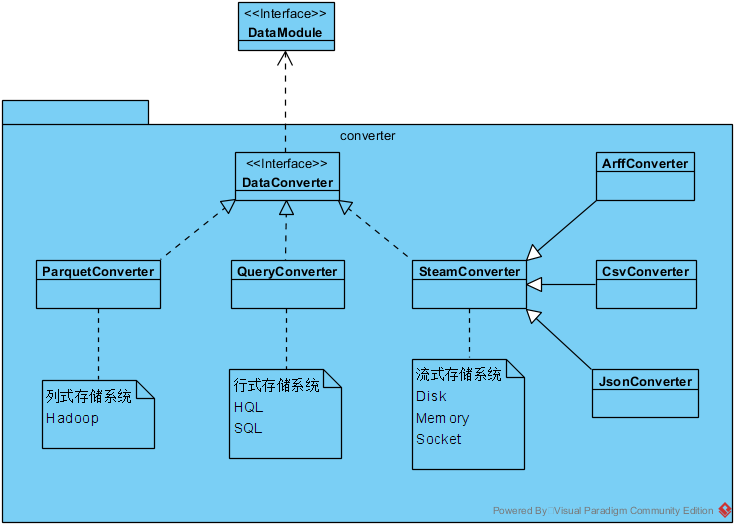 <<Interface>>
DataModule
converter
<<Interface>>
DataConverter
ArffConverter
ParquetConverter
QueryConverter
SteamConverter
CsvConverter
JsonConverter
列式存储系统
Hadoop
行式存储系统
HQL
SQL
流式存储系统
Disk
Memory
Socket
Powered By Visual Paradigm Community Edition